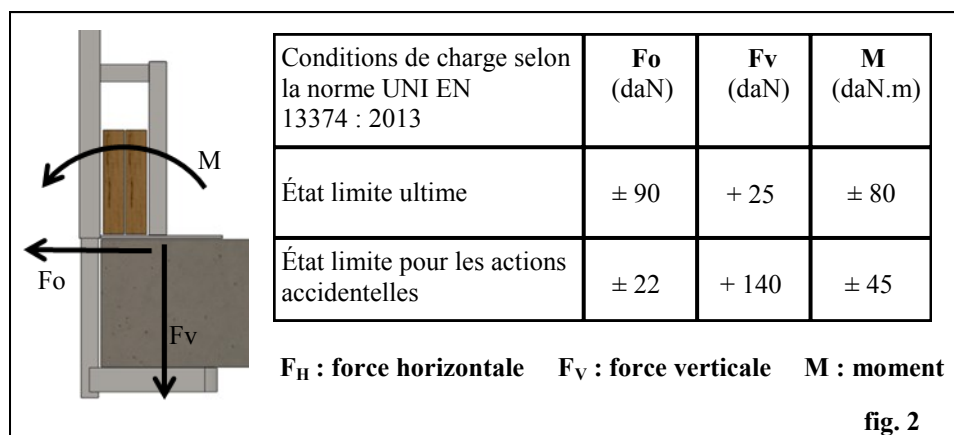 M
Fo
Fv
Conditions de charge selon
la norme UNI EN
13374 : 2013
Fo
(daN)
Fv
(daN)
M
(daN.m)
État limite ultime
± 90
+ 25
± 80
État limite pour les actions
accidentelles
± 22
+ 140
± 45
FH : force horizontale FV : force verticale M : moment
fig. 2